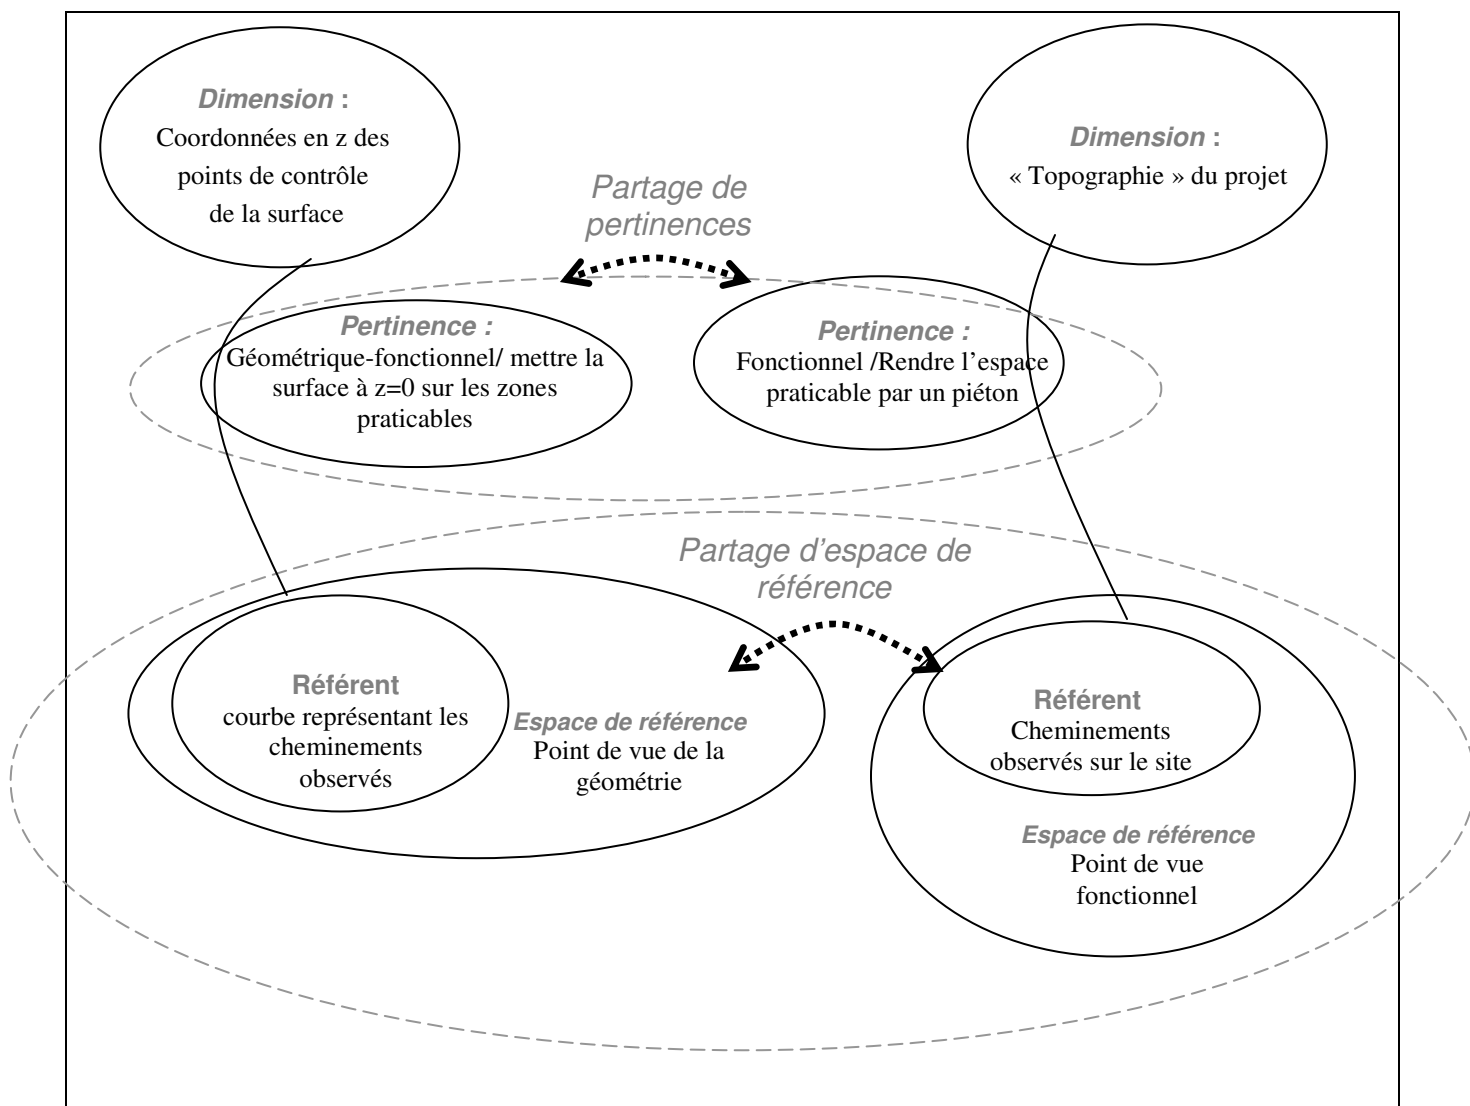 Dimension :
Coordonnées en z des
points de contrôle
de la surface
Dimension :
« Topographie » du projet
Partage de
pertinences
Pertinence :
Géométrique-fonctionnel/ mettre la
surface à z=0 sur les zones
praticables
Pertinence :
Fonctionnel /Rendre l’espace
praticable par un piéton
Partage d’espace de
référence
Référent
courbe représentant les
cheminements
observés
Espace de référence
Point de vue de la
géométrie
Référent
Cheminements
observés sur le site
Espace de référence
Point de vue
fonctionnel